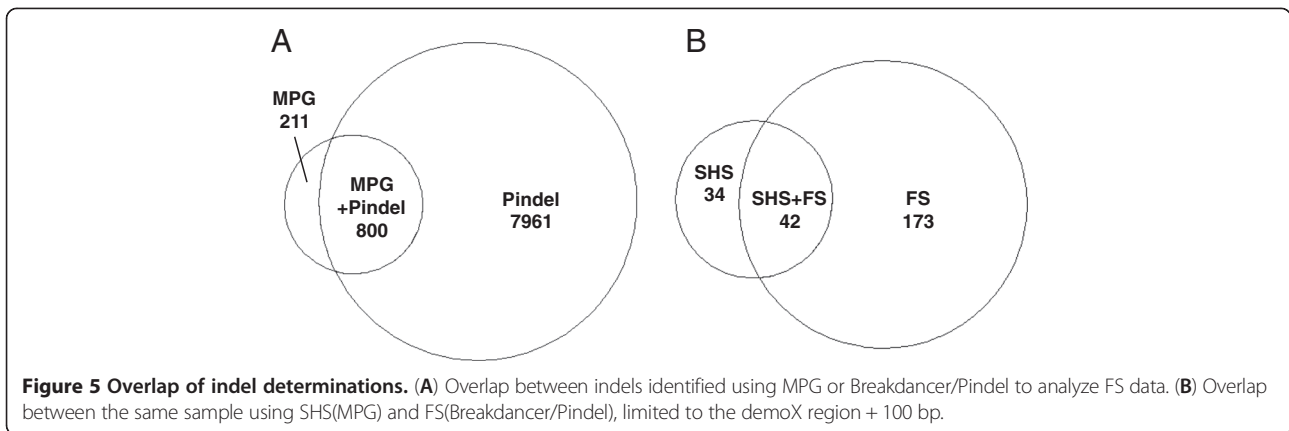 A
B
MPG
211
MPG
+Pindel
800
Pindel
7961
SHS
34
SHS+FS
42
FS
173
Figure 5 Overlap of indel determinations. (A) Overlap between indels identified using MPG or Breakdancer/Pindel to analyze FS data. (B) Overlap
between the same sample using SHS(MPG) and FS(Breakdancer/Pindel), limited to the demoX region + 100 bp.